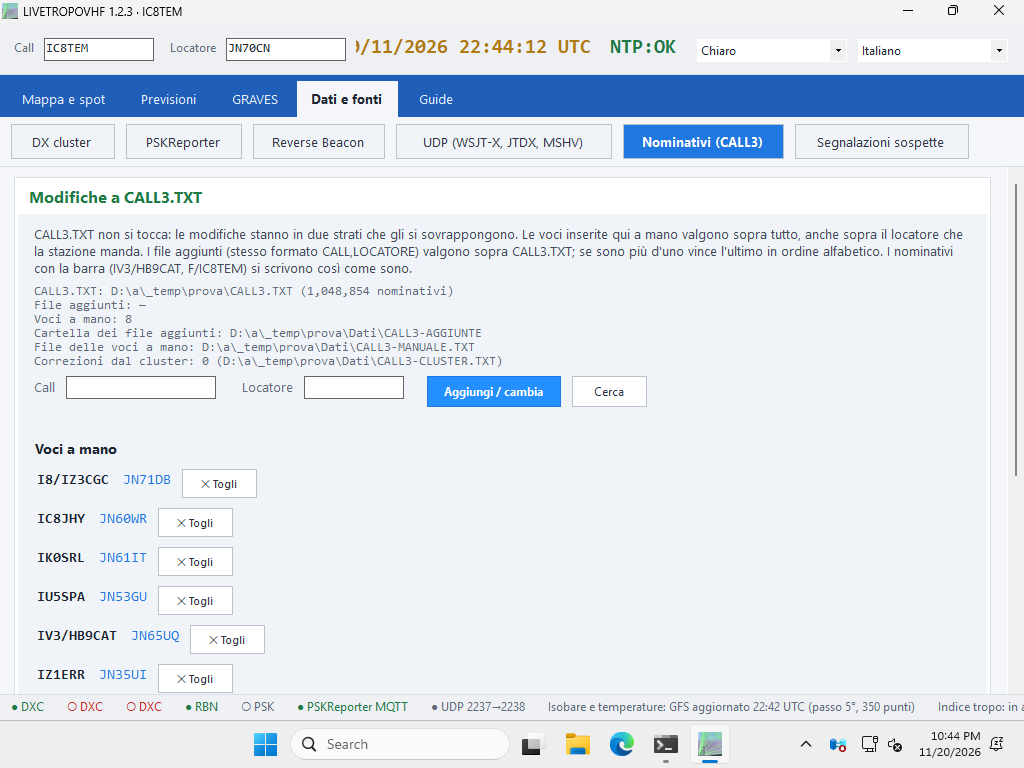 LIVETROPOVHF 1.2.3 · IC8TEM
Call IC8TEM Locatore JN70CN 0/11/2026 22:44:12 UTC NTP:OK Chiaro Italiano
Mappa e spot Previsioni GRAVES Dati e fonti Guide
DX cluster PSKReporter Reverse Beacon UDP (WSJT-X, JTDX, MSHV) Nominativi (CALL3) Segnalazioni sospette
Modifiche a CALL3.TXT
CALL3.TXT non si tocca: le modifiche stanno in due strati che gli si sovrappongono. Le voci inserite qui a mano valgono sopra tutto, anche sopra il locatore che
la stazione manda. I file aggiunti (stesso formato CALL,LOCATORE) valgono sopra CALL3.TXT; se sono più d'uno vince l'ultimo in ordine alfabetico. I nominativi
con la barra (IV3/HB9CAT, F/IC8TEM) si scrivono così come sono.
CALL3.TXT: D:\a\_temp\prova\CALL3.TXT (1,048,854 nominativi)
File aggiunti: —
Voci a mano: 8
Cartella dei file aggiunti: D:\a\_temp\prova\Dati\CALL3-AGGIUNTE
File delle voci a mano: D:\a\_temp\prova\Dati\CALL3-MANUALE.TXT
Correzioni dal cluster: 0 (D:\a\_temp\prova\Dati\CALL3-CLUSTER.TXT)
Call Locatore Aggiungi / cambia Cerca
Voci a mano
I8/IZ3CGC JN71DB Togli
IC8JHY JN60WR Togli
IK0SRL JN61IT Togli
IU5SPA JN53GU Togli
IV3/HB9CAT JN65UQ Togli
IZ1ERR JN35UI Togli
DXC DXC DXC RBN PSK PSKReporter MQTT UDP 2237→2238 Isobare e temperature: GFS aggiornato 22:42 UTC (passo 5°, 350 punti) Indice tropo: in a
Search
10:44 PM
11/20/2026